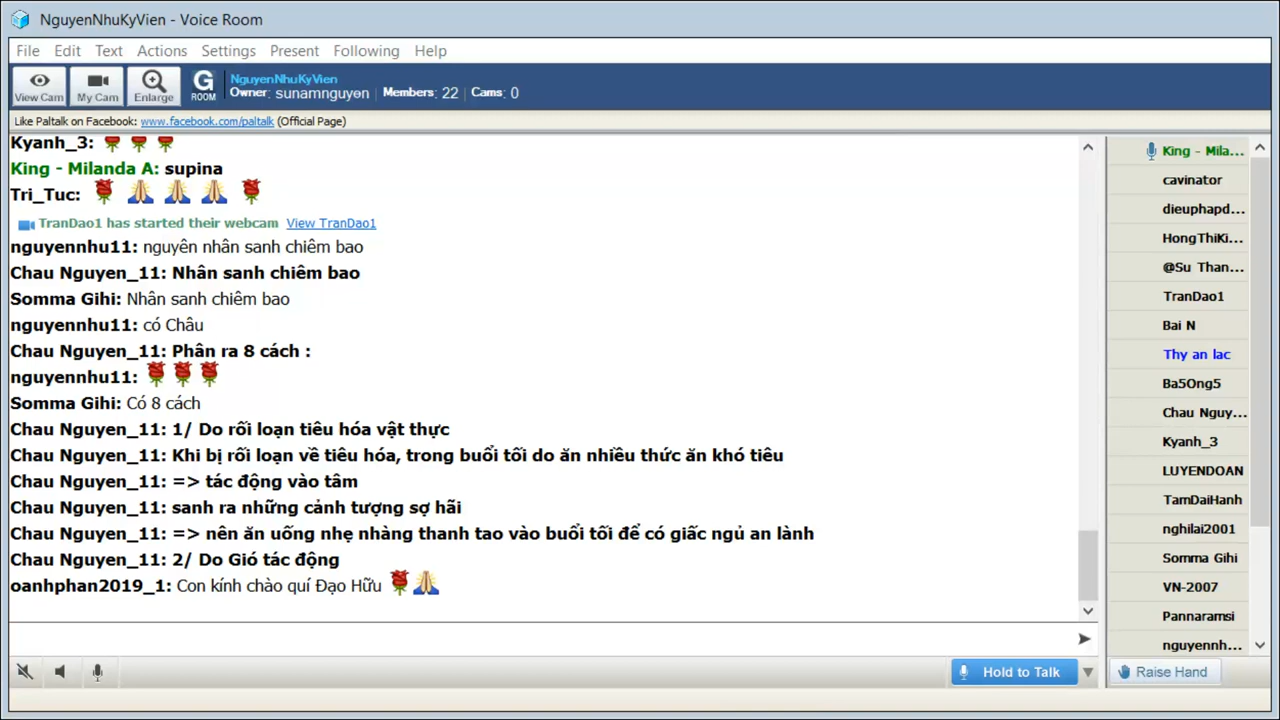 NguyenNhuKyVien - Voice Room
File Edit Text Actions Settings Present Following Help
View Cam My Cam Enlarge G ROOM
NguyenNhuKyVien
Owner: sunamnguyen Members: 22 Cams: 0
Like Paltalk on Facebook: www.facebook.com/paltalk (Official Page)
Kyanh_3:
King - Milanda A: supina
Tri_Tuc:
TranDao1 has started their webcam View TranDao1
nguyennhu11: nguyên nhân sanh chiêm bao
Chau Nguyen_11: Nhân sanh chiêm bao
Somma Gihi: Nhân sanh chiêm bao
nguyennhu11: có Châu
Chau Nguyen_11: Phân ra 8 cách :
nguyennhu11:
Somma Gihi: Có 8 cách
Chau Nguyen_11: 1/ Do rối loạn tiêu hóa vật thực
Chau Nguyen_11: Khi bị rối loạn về tiêu hóa, trong buổi tối do ăn nhiều thức ăn khó tiêu
Chau Nguyen_11: => tác động vào tâm
Chau Nguyen_11: sanh ra những cảnh tượng sợ hãi
Chau Nguyen_11: => nên ăn uống nhẹ nhàng thanh tao vào buổi tối để có giấc ngủ an lành
Chau Nguyen_11: 2/ Do Gió tác động
oanhphan2019_1: Con kính chào quí Đạo Hữu
King - Mila...
cavinator
dieuphapd...
HongThiKi...
@Su Than...
TranDao1
Bai N
Thy an lac
Ba5Ong5
Chau Nguy...
Kyanh_3
LUYENDOAN
TamDaiHanh
nghilai2001
Somma Gihi
VN-2007
Pannaramsi
nguyennh...
Hold to Talk
Raise Hand